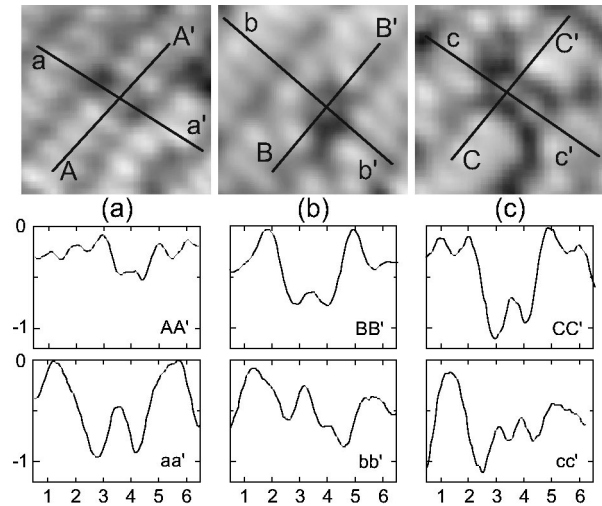 a A' A a'
b B' B b'
c C' C c'
(a) (b) (c)
0 -1 AA' BB' CC'
0 -1 aa' bb' cc'
1 2 3 4 5 6 1 2 3 4 5 6 1 2 3 4 5 6